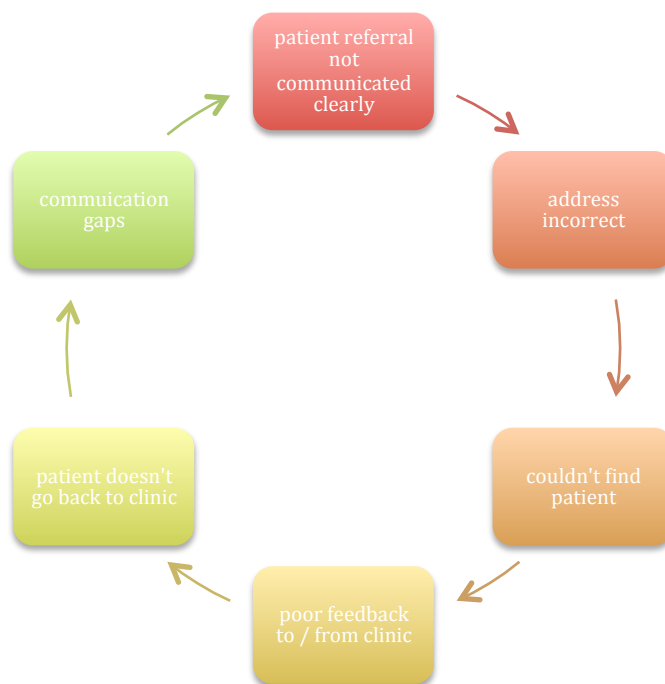 patient referral
not
communicated
clearly
address
incorrect
couldn't find
patient
poor feedback
to / from clinic
patient doesn't
go back to clinic
commuication
gaps